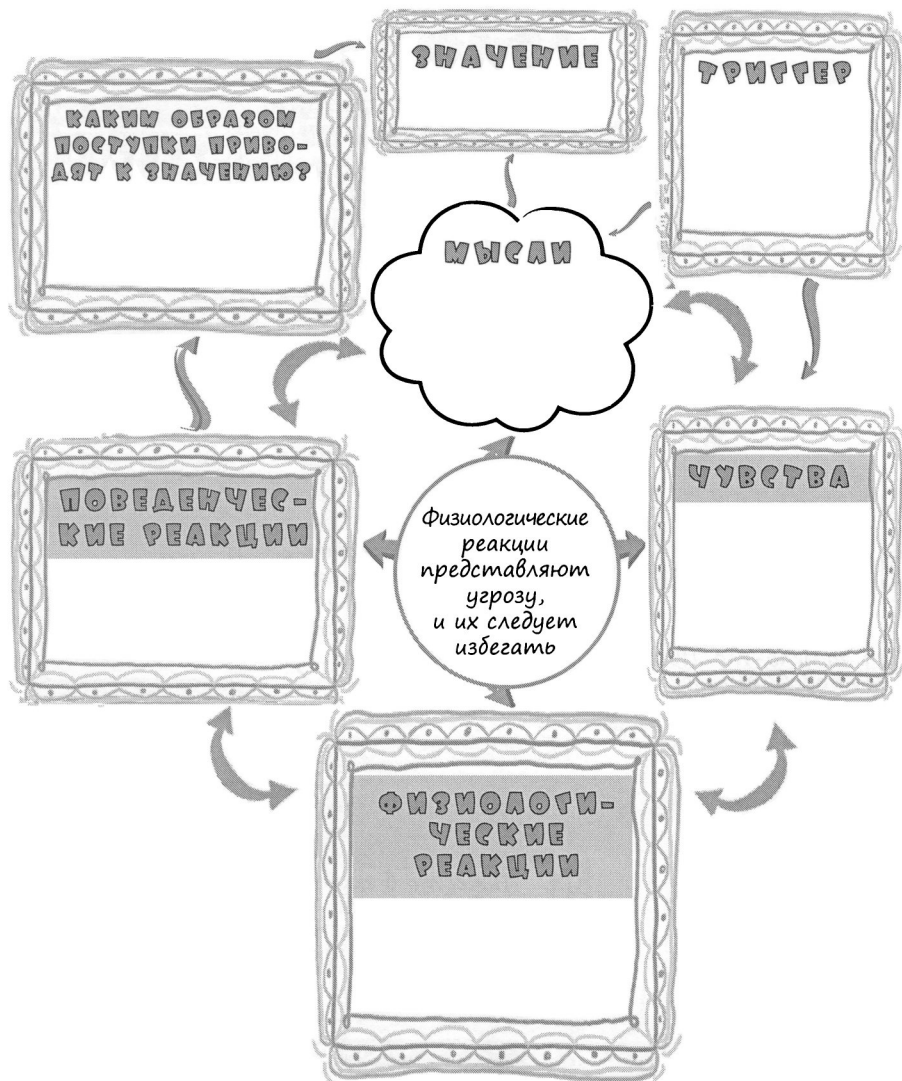 ЗНАЧЕНИЕ
ТРИГГЕР
КАКИМ ОБРАЗОМ
ПОСТУПКИ ПРИВО-
ДЯТ К ЗНАЧЕНИЮ?
МЫСЛИ
ПОВЕДЕНЧЕС-
КИЕ РЕАКЦИИ
Физиологические
реакции
представляют
угрозу,
и их следует
избегать
ЧУВСТВА
ФИЗИОЛОГИ-
ЧЕСКИЕ
РЕАКЦИИ